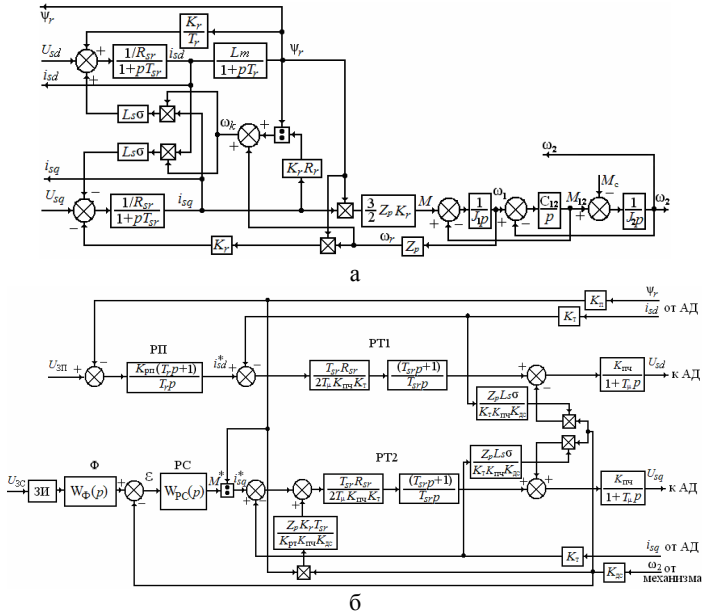 ψr
Kr
Tr
ψr
Usd
+
+
1/Rsr
1+pTsr
isd
Lm
1+pTr
isd
Lsσ
ωk
+
+
Lsσ
KrRr
isq
−
Usq
−
1/Rsr
1+pTsr
isq
3
2
ZpKr
M
+
−
1
J1p
ω1
+
−
C12
p
M12
+
Mc
−
1
J2p
ω2
ω2
Kr
ωr
Zp
а
ψr
Kп
isd от АД
Kт
UЗП
+
−
РП
Kрп(Trp+1)
Trp
isd*
+
−
РТ1
TsrRsr
2TμKпчKт
(Tsrp+1)
Tsrp
+
−
Kпч
1+Tμp
Usd
к АД
ZpLsσ
KтKпчKдс
ZpLsσ
KтKпчKдс
UЗС
ЗИ
Ф
WФ(p)
+
−
ε
РС
WРС(p)
M*
isq*
−
+
+
+
РТ2
TsrRsr
2TμKпчKт
(Tsrp+1)
Tsrp
+
+
Kпч
1+Tμp
Usq
к АД
ZpKrTsr
KртKпчKдс
Kт
isq от АД
Kдс
ω2 от
механизма
б